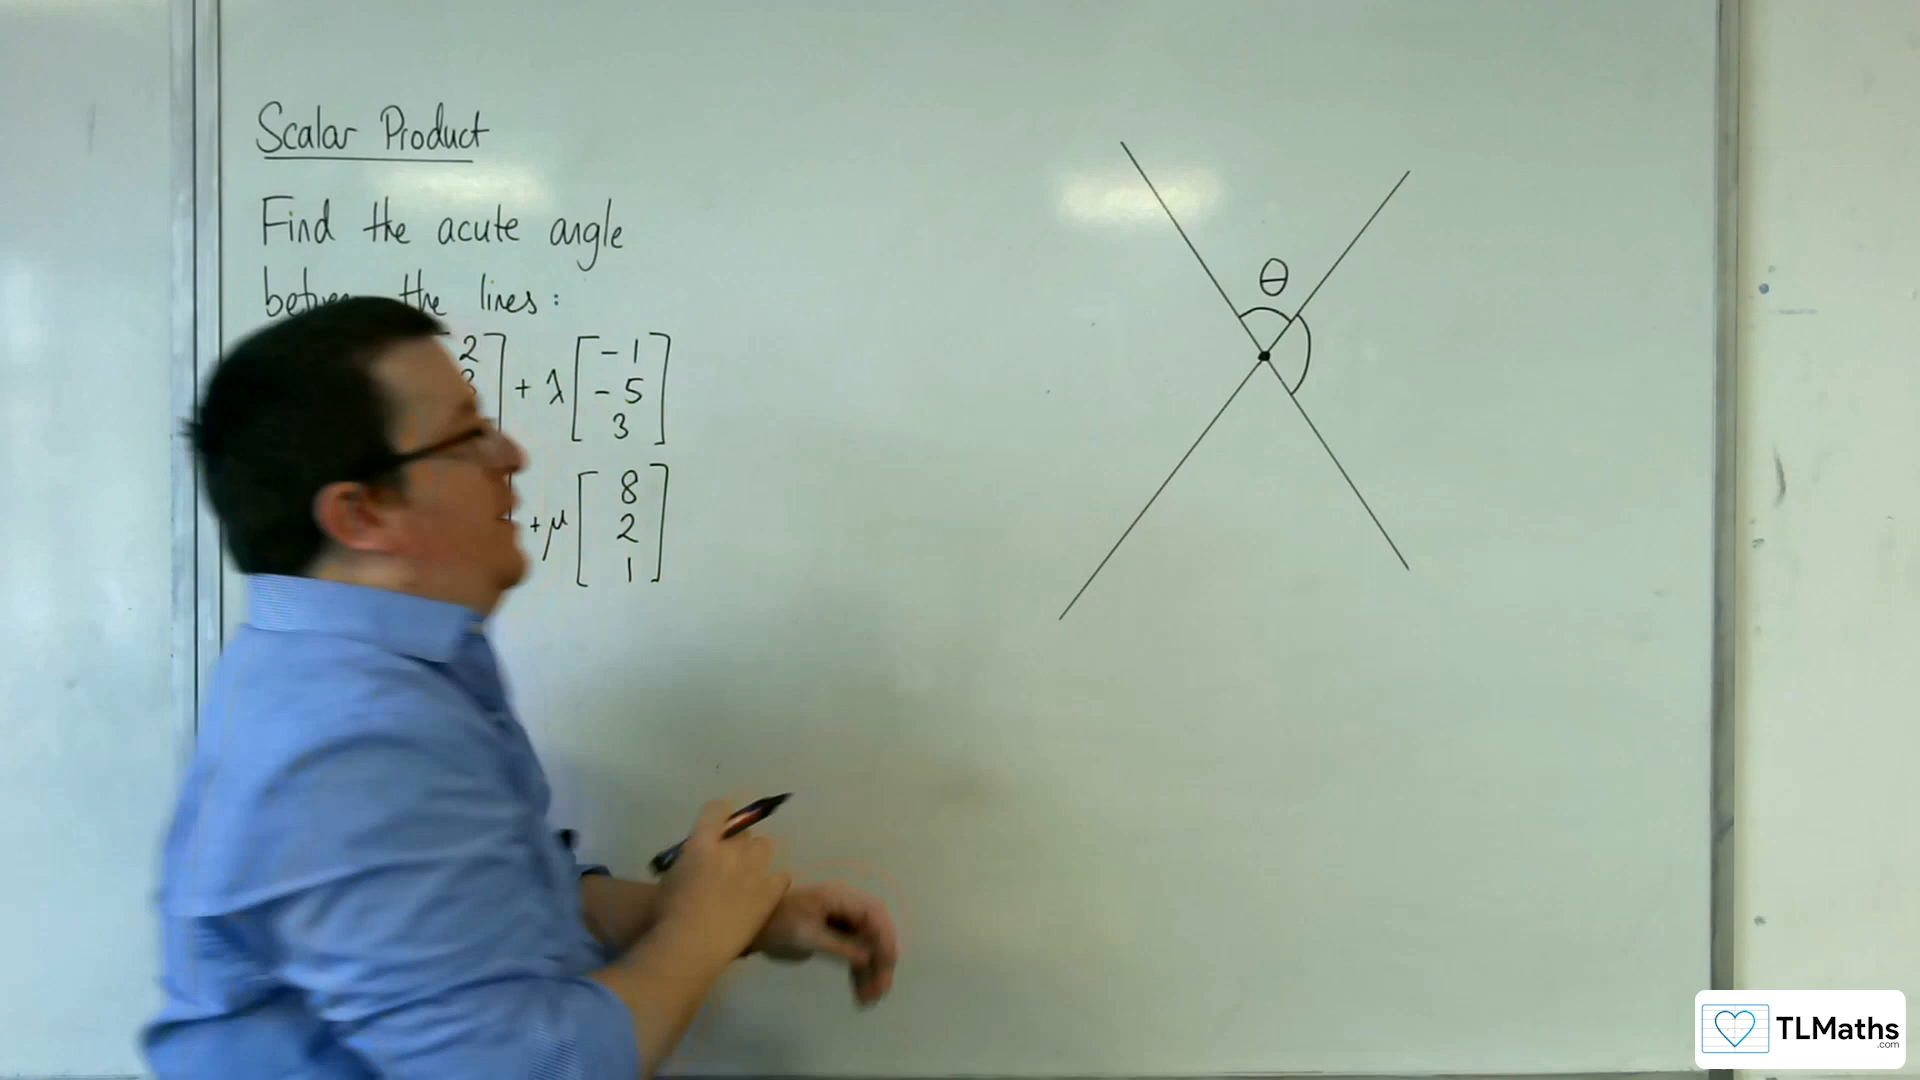 Scalar Product
Find the acute angle
the lines :
2 + λ [ -1
-5
3 ]
+ μ [ 8
2
1 ]
θ
TLMaths
.com